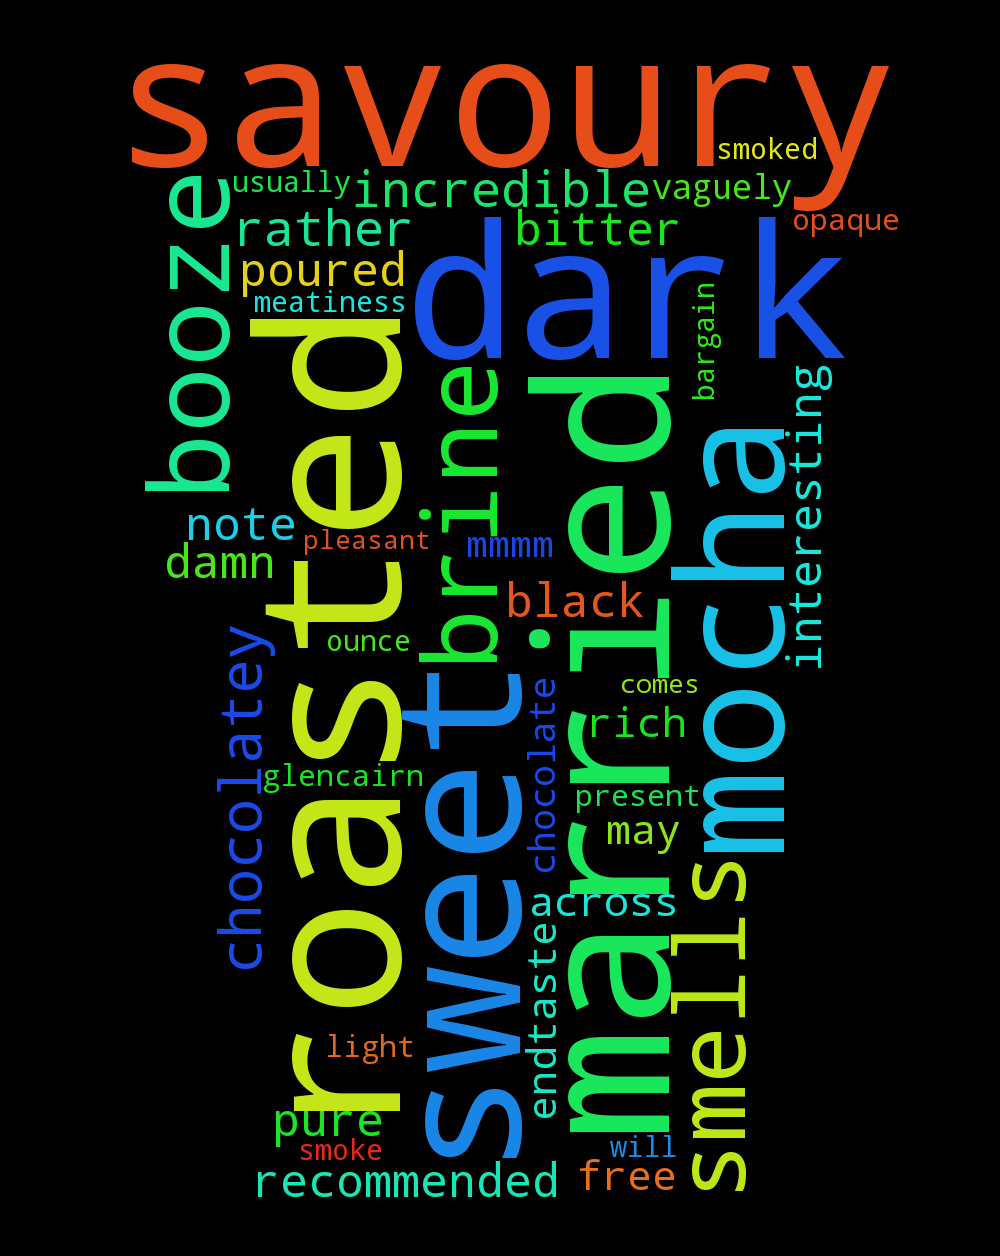 savoury
smoked
usually
incredible
vaguely
booze
rather
bitter
opaque
poured
dark
meatiness
bargain
roasted
brine
married
mocha
interesting
note
pleasant
mmmm
damn
black
chocolatey
ounce
sweet
chocolate
comes
rich
glencairn
present
may
smells
across
endtaste
light
pure
smoke
will
recommended
free